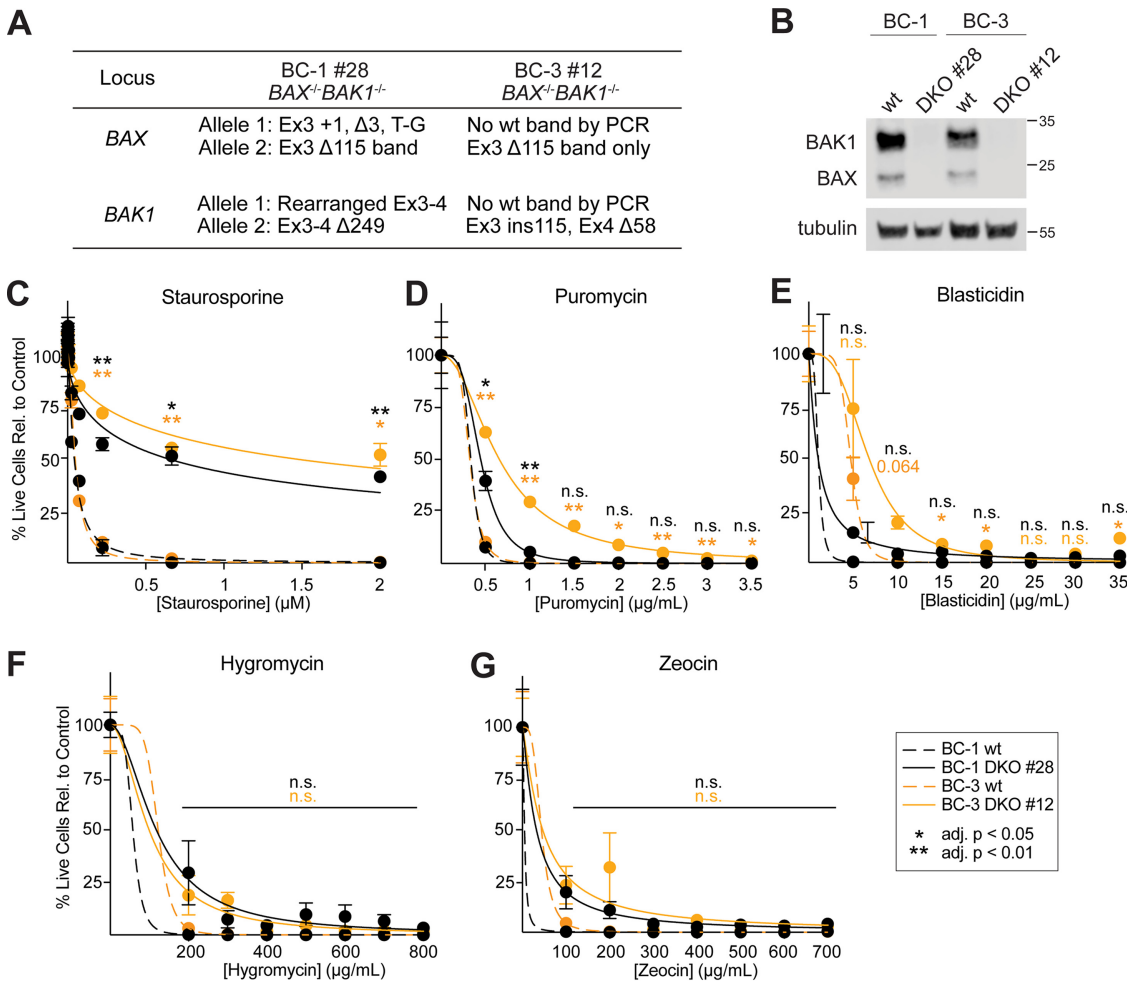 A
Locus
BC-1 #28
BAX-/-BAK1-/-
BC-3 #12
BAX-/-BAK1-/-
BAX
Allele 1: Ex3 +1, Δ3, T-G
Allele 2: Ex3 Δ115 band
No wt band by PCR
Ex3 Δ115 band only
BAK1
Allele 1: Rearranged Ex3-4
Allele 2: Ex3-4 Δ249
No wt band by PCR
Ex3 ins115, Ex4 Δ58
B
BC-1 BC-3
wt DKO #28 wt DKO #12
BAK1
BAX
tubulin
35
25
55
C
Staurosporine
% Live Cells Rel. to Control
100
75
50
25
** * **
** ** *
0.5 1 1.5 2
[Staurosporine] (µM)
D
Puromycin
100
75
50
25
* ** n.s. n.s. n.s. n.s. n.s.
** ** ** * ** ** *
0.5 1.0 1.5 2 2.5 3 3.5
[Puromycin] (µg/mL)
E
Blasticidin
100
75
50
25
n.s. n.s. n.s. n.s. n.s. n.s. n.s.
n.s. 0.064 * * n.s. n.s. *
5 10 15 20 25 30 35
[Blasticidin] (µg/mL)
F
Hygromycin
% Live Cells Rel. to Control
100
75
50
25
n.s.
n.s.
200 400 600 800
[Hygromycin] (µg/mL)
G
Zeocin
100
75
50
25
n.s.
n.s.
100 200 300 400 500 600 700
[Zeocin] (µg/mL)
BC-1 wt
BC-1 DKO #28
BC-3 wt
BC-3 DKO #12
* adj. p < 0.05
** adj. p < 0.01